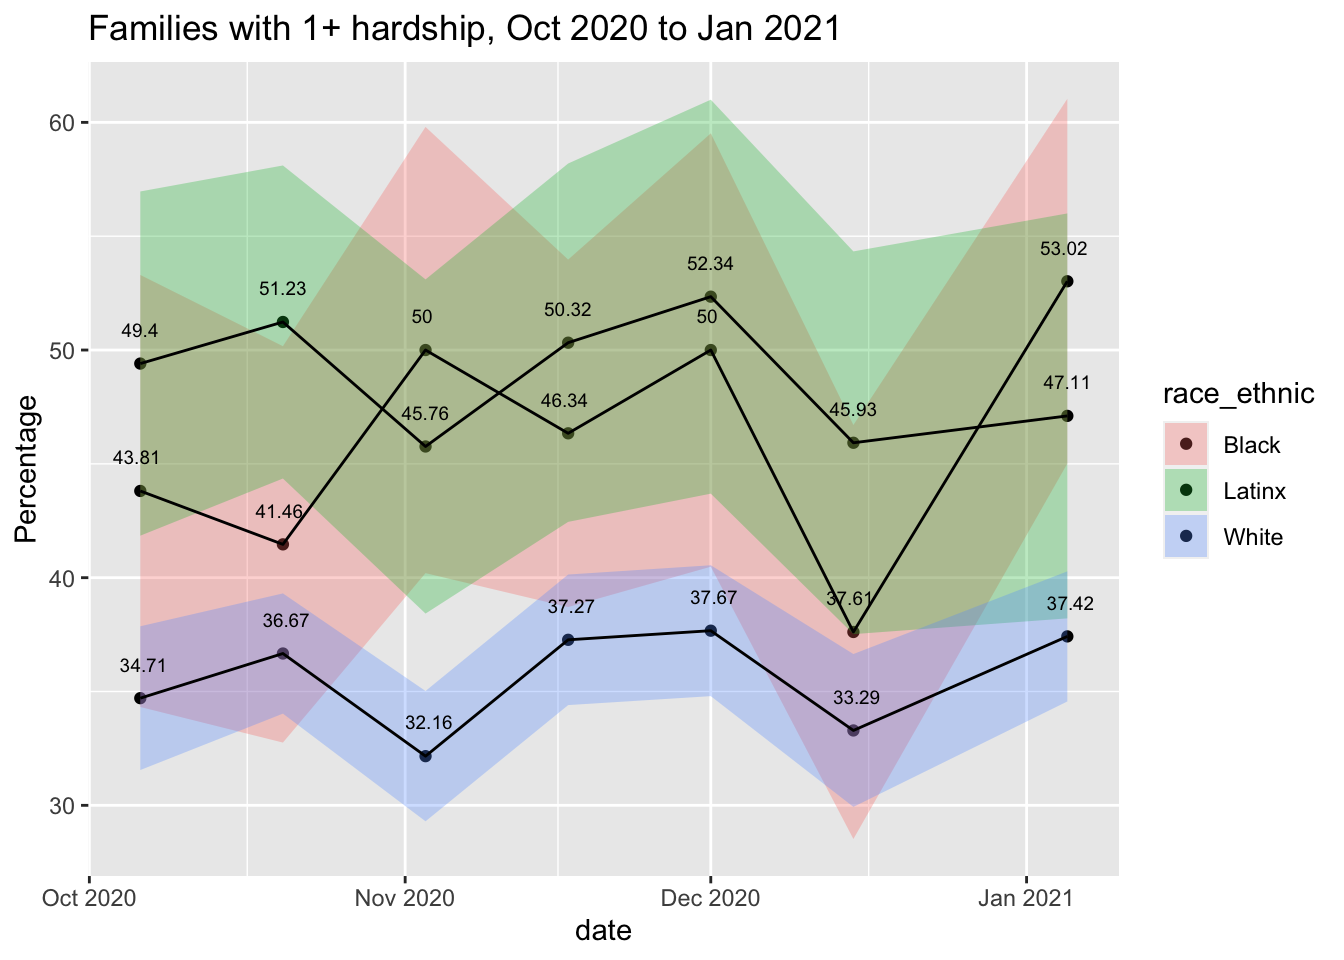 Families with 1+ hardship, Oct 2020 to Jan 2021
Percentage
60
50
40
30
49.4
51.23
50
50.32
52.34
50
53.02
43.81
41.46
45.76
46.34
45.93
47.11
34.71
36.67
32.16
37.27
37.67
37.61
33.29
37.42
Oct 2020
Nov 2020
Dec 2020
Jan 2021
date
race_ethnic
Black
Latinx
White